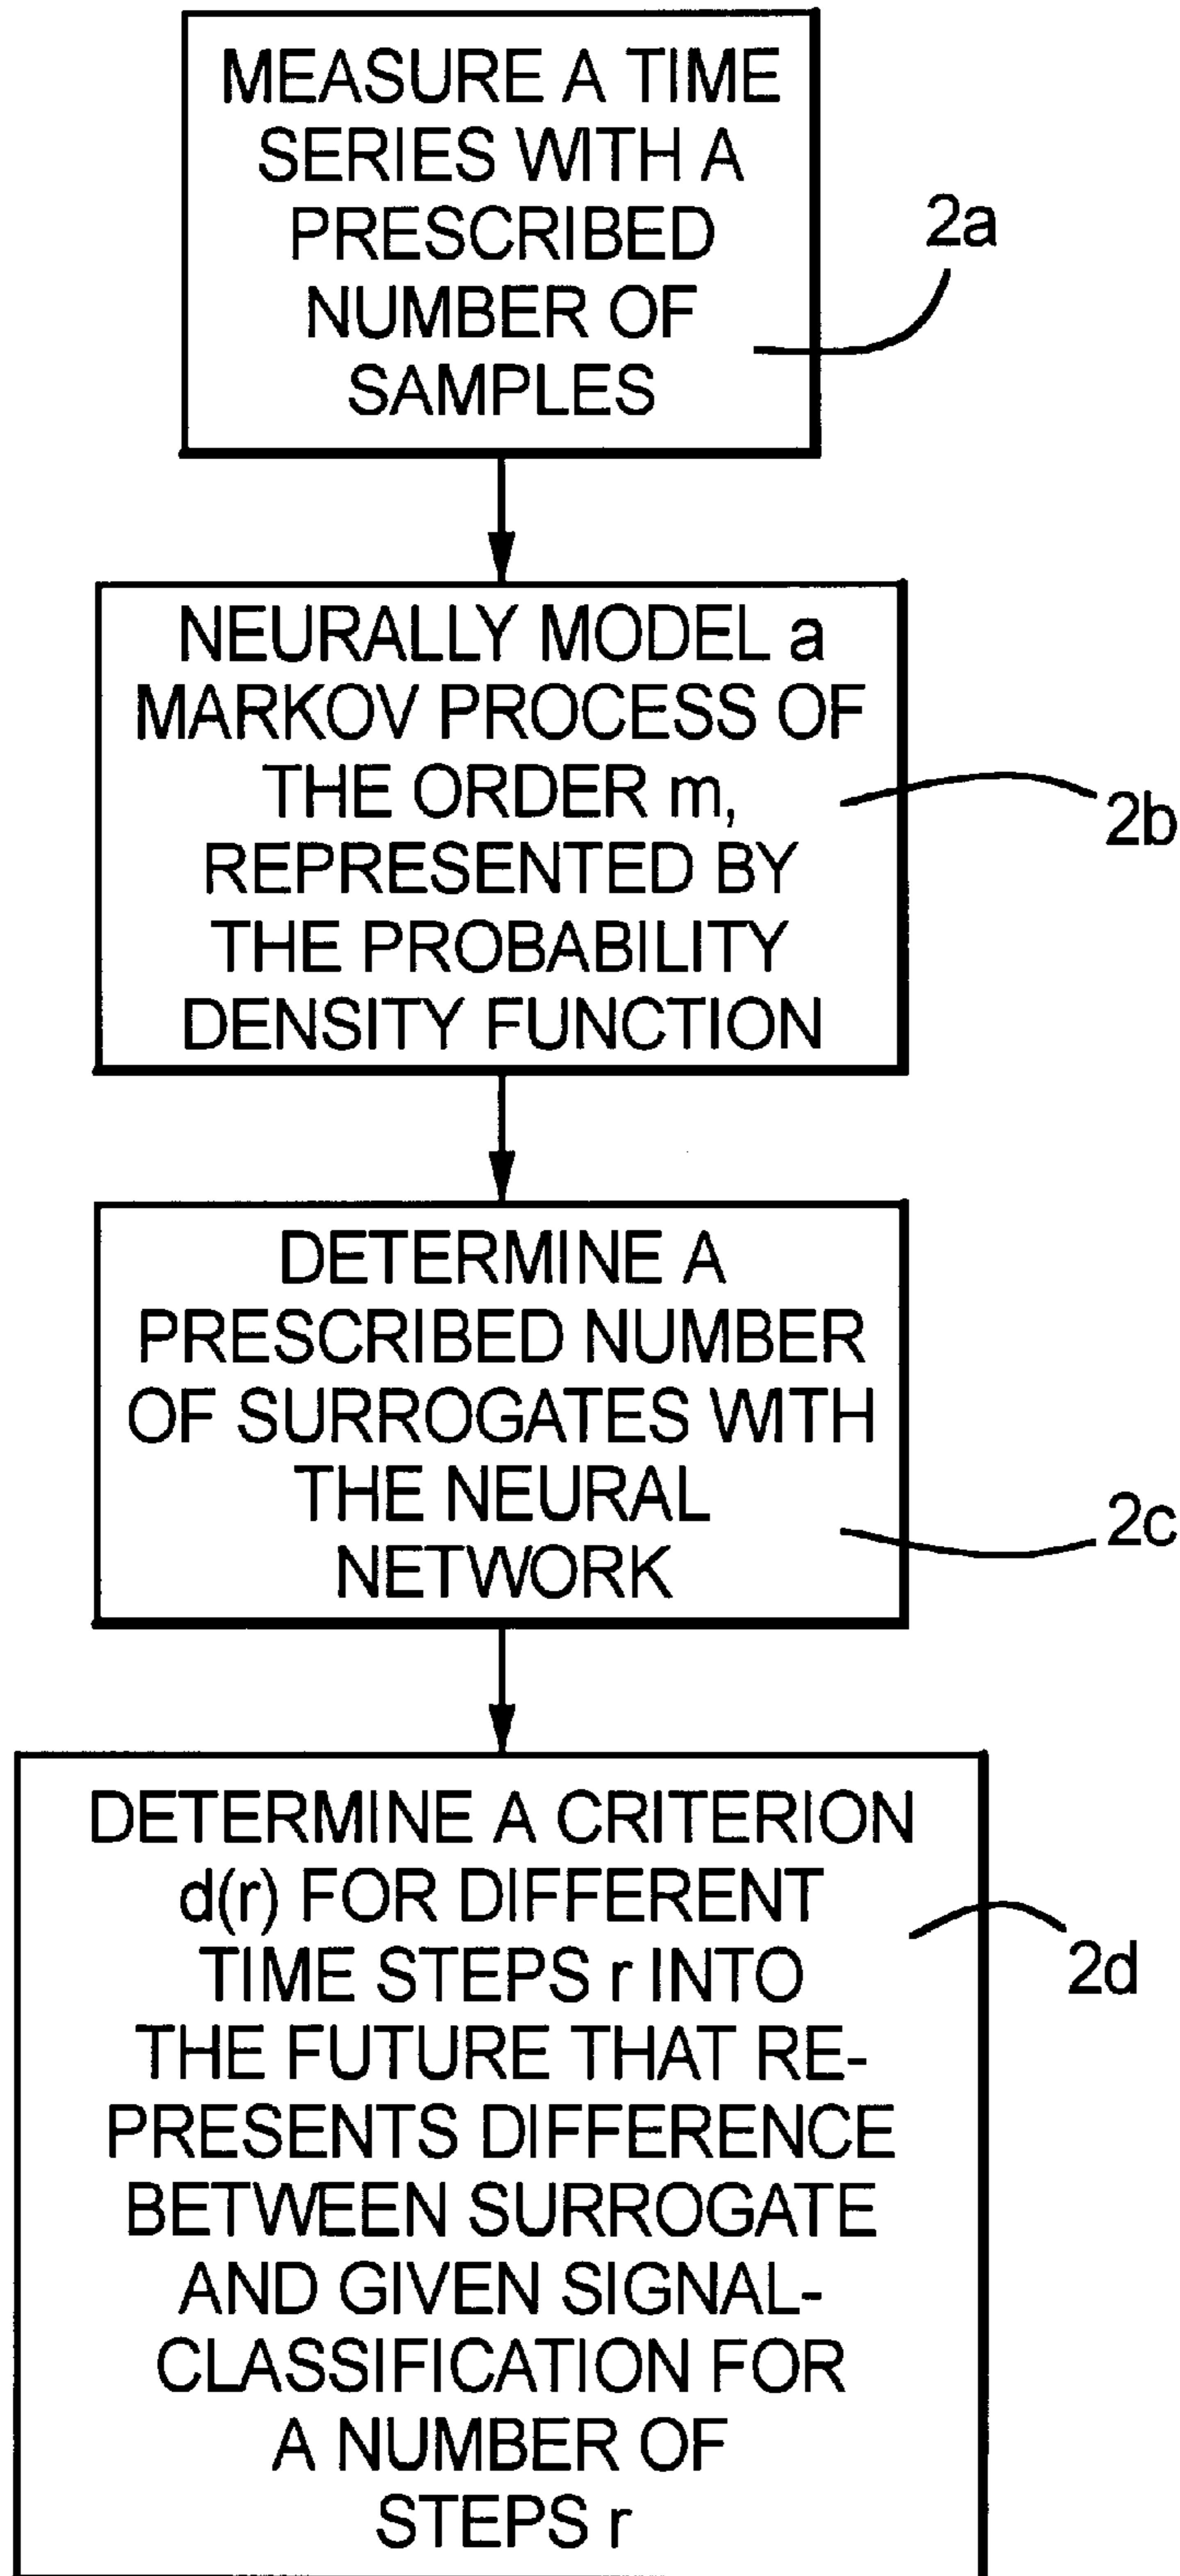 MEASURE A TIME
SERIES WITH A
PRESCRIBED
NUMBER OF
SAMPLES
2a
NEURALLY MODEL a
MARKOV PROCESS OF
THE ORDER m,
REPRESENTED BY
THE PROBABILITY
DENSITY FUNCTION
2b
DETERMINE A
PRESCRIBED NUMBER
OF SURROGATES WITH
THE NEURAL
NETWORK
2c
DETERMINE A CRITERION
d(r) FOR DIFFERENT
TIME STEPS r INTO
THE FUTURE THAT RE-
PRESENTS DIFFERENCE
BETWEEN SURROGATE
AND GIVEN SIGNAL-
CLASSIFICATION FOR
A NUMBER OF
STEPS r
2d